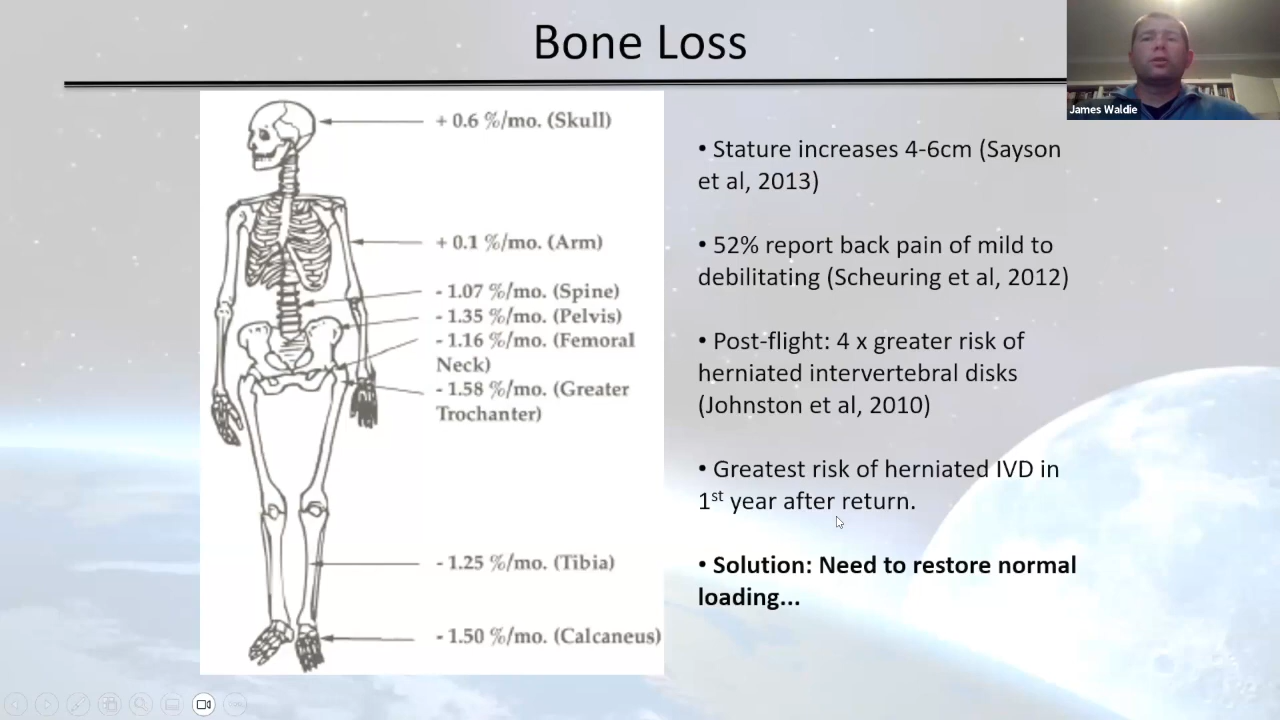 Bone Loss
James Waldie
+ 0.6 %/mo. (Skull)
+ 0.1 %/mo. (Arm)
- 1.07 %/mo. (Spine)
- 1.35 %/mo. (Pelvis)
- 1.16 %/mo. (Femoral
Neck)
- 1.58 %/mo. (Greater
Trochanter)
- 1.25 %/mo. (Tibia)
- 1.50 %/mo. (Calcaneus)
• Stature increases 4-6cm (Sayson
et al, 2013)
• 52% report back pain of mild to
debilitating (Scheuring et al, 2012)
• Post-flight: 4 x greater risk of
herniated intervertebral disks
(Johnston et al, 2010)
• Greatest risk of herniated IVD in
1st year after return.
• Solution: Need to restore normal
loading...